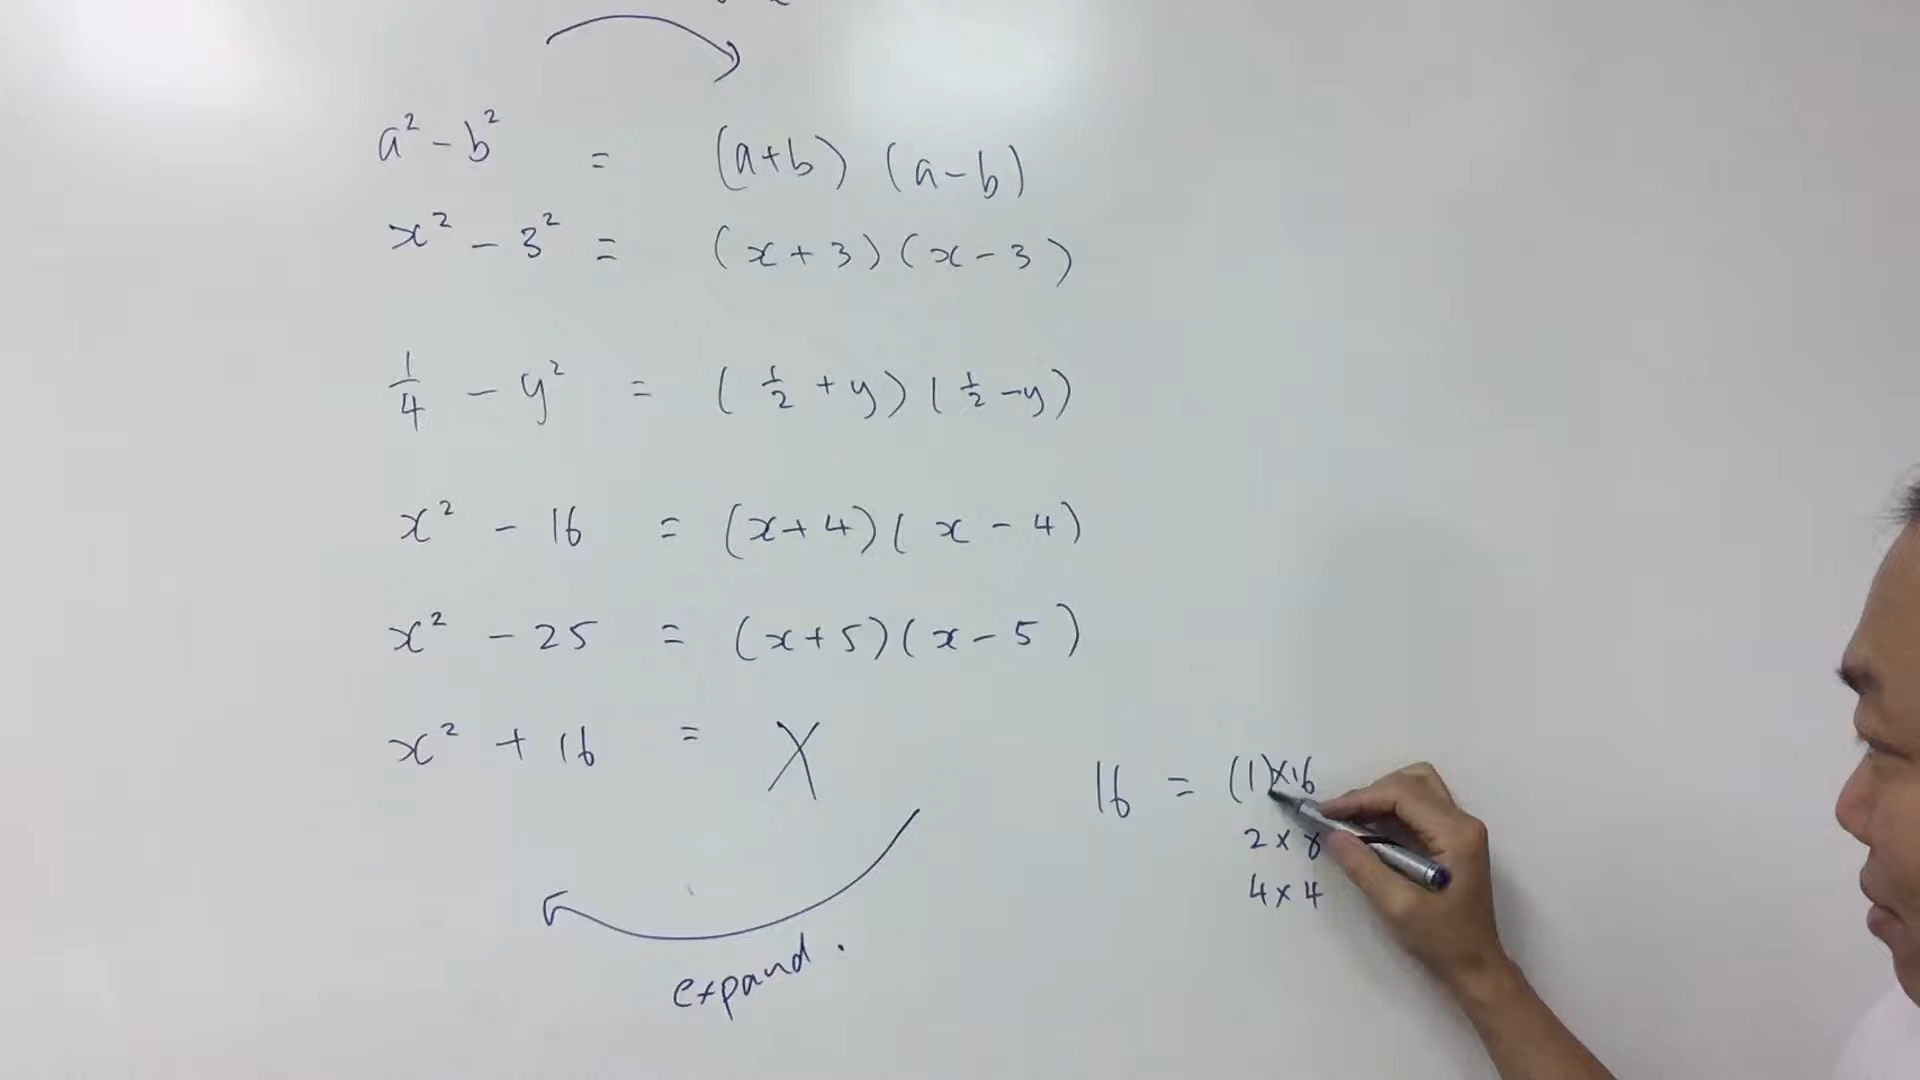 a² - b² = (a+b) (a-b)
x² - 3² = (x+3)(x-3)
1/4 - y² = (1/2 +y)(1/2 -y)
x² - 16 = (x+4)(x-4)
x² - 25 = (x+5)(x-5)
x² + 16 = X
16 = (1)×16
2×8
4×4
expand.